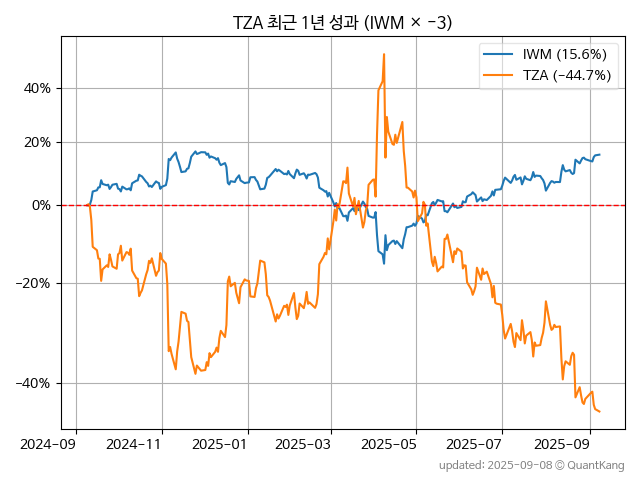 TZA 최근 1년 성과 (IWM × −3)
IWM (15.6%)
TZA (−44.7%)
40%
20%
0%
−20%
−40%
2024-09 2024-11 2025-01 2025-03 2025-05 2025-07 2025-09
updated: 2025-09-08 © QuantKang